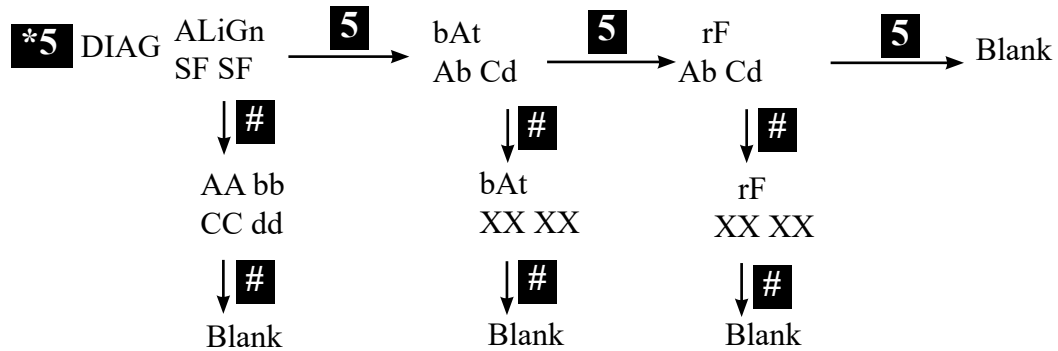 *5 DIAG ALiGn SF SF 5 bAt Ab Cd 5 rF Ab Cd 5 Blank
# # #
AA bb CC dd bAt XX XX rF XX XX
# # #
Blank Blank Blank